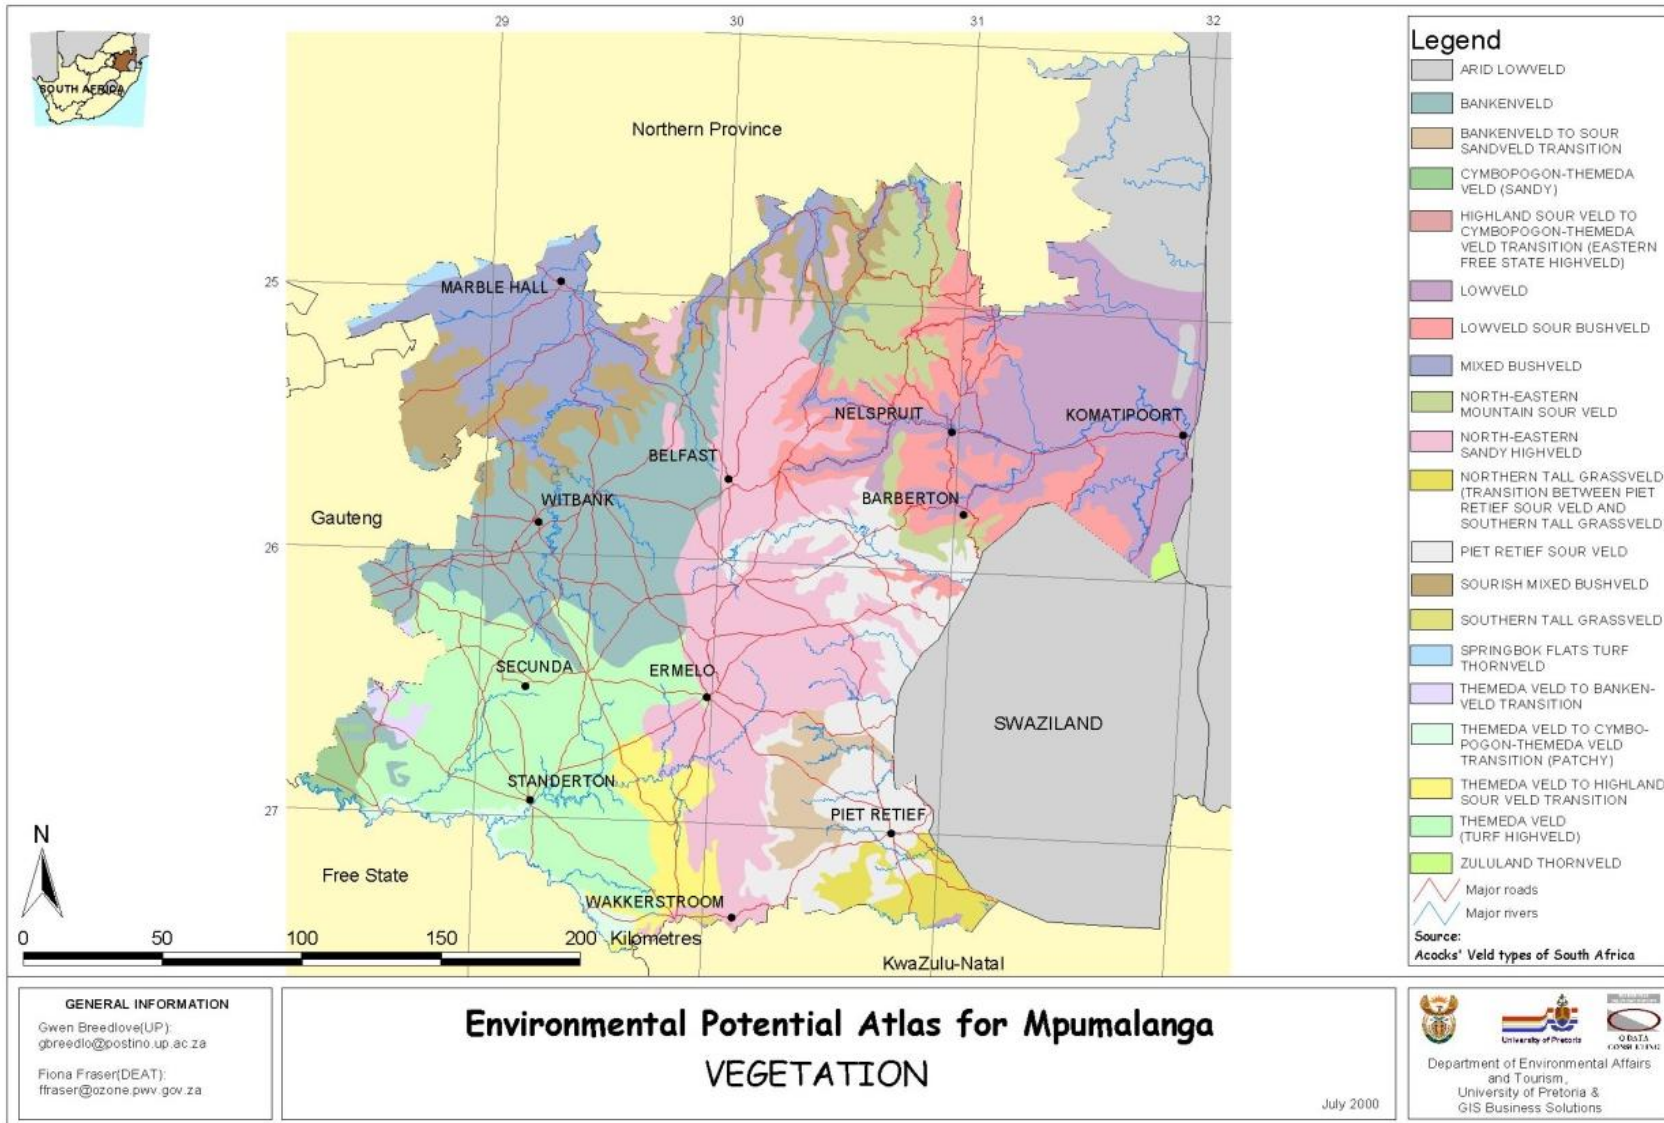 29
30
31
32
SOUTH AFRICA
Northern Province
25
MARBLE HALL
NELSPRUIT
KOMATIPOORT
BELFAST
WITBANK
BARBERTON
Gauteng
26
SECUNDA
ERMELO
SWAZILAND
STANDERTON
27
PIET RETIEF
N
Free State
WAKKERSTROOM
0 50 100 150 200 Kilometres
KwaZulu-Natal
Legend
ARID LOWVELD
BANKENVELD
BANKENVELD TO SOUR
SANDVELD TRANSITION
CYMBOPOGON-THEMEDA
VELD (SANDY)
HIGHLAND SOUR VELD TO
CYMBOPOGON-THEMEDA
VELD TRANSITION (EASTERN
FREE STATE HIGHVELD)
LOWVELD
LOWVELD SOUR BUSHVELD
MIXED BUSHVELD
NORTH-EASTERN
MOUNTAIN SOUR VELD
NORTH-EASTERN
SANDY HIGHVELD
NORTHERN TALL GRASSVELD
(TRANSITION BETWEEN PIET
RETIEF SOUR VELD AND
SOUTHERN TALL GRASSVELD
PIET RETIEF SOUR VELD
SOURISH MIXED BUSHVELD
SOUTHERN TALL GRASSVELD
SPRINGBOK FLATS TURF
THORNVELD
THEMEDA VELD TO BANKEN-
VELD TRANSITION
THEMEDA VELD TO CYMBO-
POGON-THEMEDA VELD
TRANSITION (PATCHY)
THEMEDA VELD TO HIGHLAND
SOUR VELD TRANSITION
THEMEDA VELD
(TURF HIGHVELD)
ZULULAND THORNVELD
Major roads
Major rivers
Source:
Acocks' Veld types of South Africa
GENERAL INFORMATION
Gwen Breedlove(UP):
gbreedlo@postino.up.ac.za
Fiona Fraser(DEAT):
ffraser@ozone.pwv.gov.za
Environmental Potential Atlas for Mpumalanga
VEGETATION
July 2000
University of Pretoria
Q DATA
CONSULTING
Department of Environmental Affairs
and Tourism,
University of Pretoria &
GIS Business Solutions